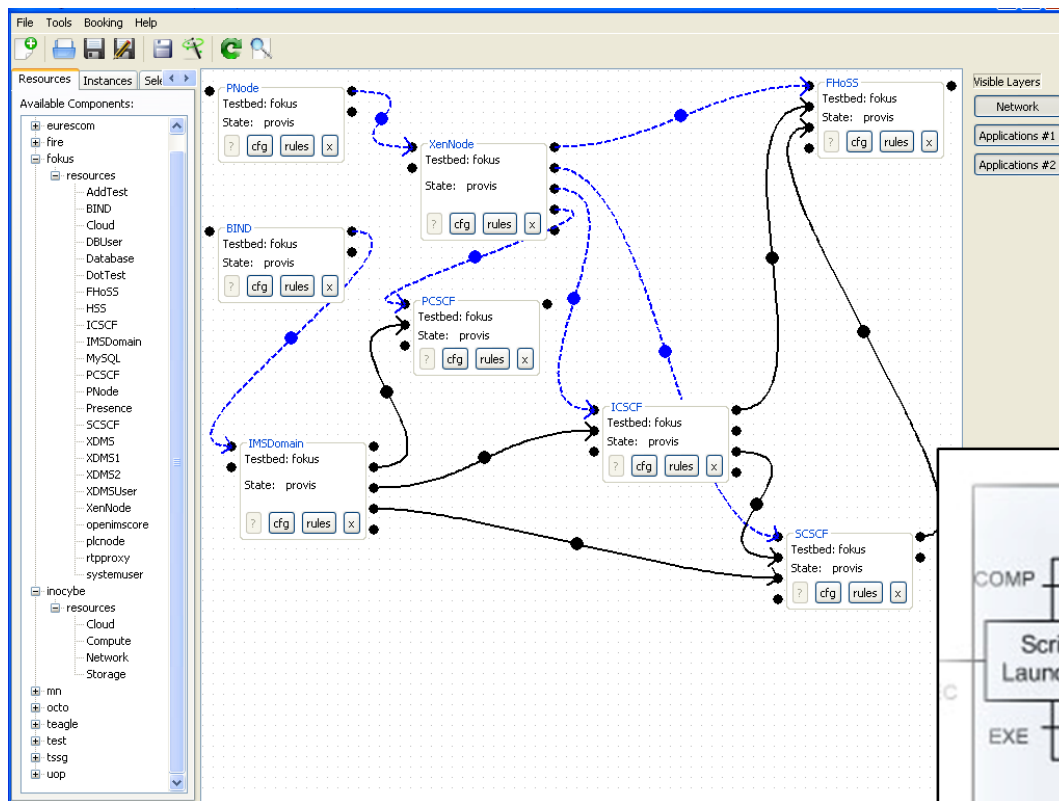 File Tools Booking Help
Resources Instances Sele
Available Components:
eurescom
fire
fokus
resources
AddTest
BIND
Cloud
DBUser
Database
DotTest
FHoSS
HSS
ICSCF
IMSDomain
MySQL
PCSCF
PNode
Presence
SCSCF
XDMS
XDMS1
XDMS2
XDMSUser
XenNode
openimscore
plcnode
rtpproxy
systemuser
inocybe
resources
Cloud
Compute
Network
Storage
mn
octo
teagle
test
tssg
uop
PNode
Testbed: fokus
State: provis
? cfg rules x
XenNode
Testbed: fokus
State: provis
? cfg rules x
FHoSS
Testbed: fokus
State: provis
? cfg rules x
BIND
Testbed: fokus
State: provis
? cfg rules x
PCSCF
Testbed: fokus
State: provis
? cfg rules x
ICSCF
Testbed: fokus
State: provis
? cfg rules x
IMSDomain
Testbed: fokus
State: provis
? cfg rules x
SCSCF
Testbed: fokus
State: provis
? cfg rules x
Visible Layers
Network
Applications #1
Applications #2
COMP
Scri
Laun
C
EXE